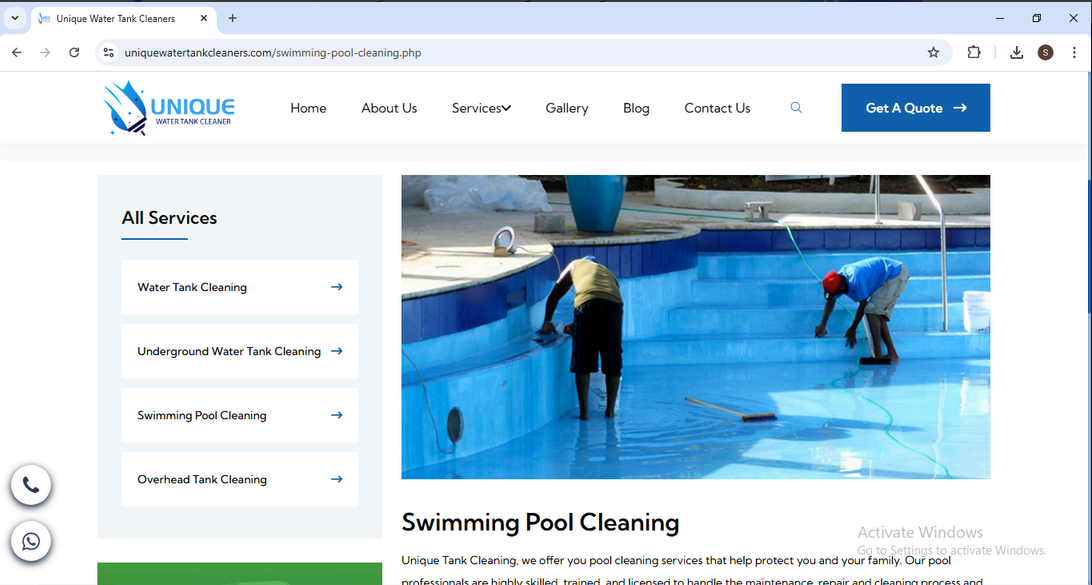 Unique Water Tank Cleaners
uniquewatertankcleaners.com/swimming-pool-cleaning.php
S
UNIQUE
WATER TANK CLEANER
Home
About Us
Services
Gallery
Blog
Contact Us
Get A Quote
All Services
Water Tank Cleaning
Underground Water Tank Cleaning
Swimming Pool Cleaning
Overhead Tank Cleaning
Swimming Pool Cleaning
Unique Tank Cleaning, we offer you pool cleaning services that help protect you and your family. Our pool
professionals are highly skilled, trained, and licensed to handle the maintenance, repair and cleaning process and
Activate Windows
Go to Settings to activate Windows.